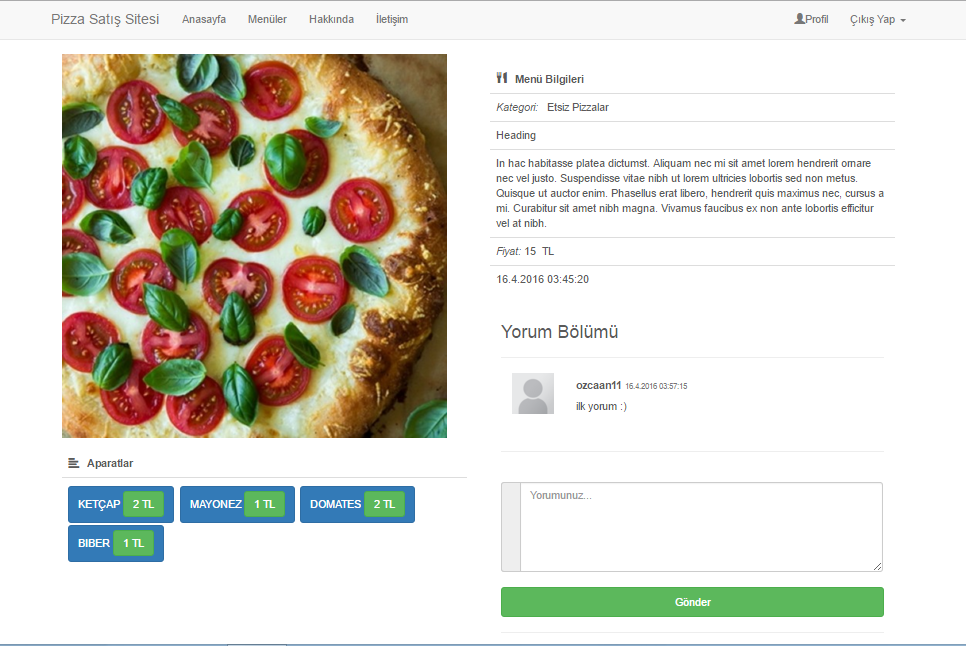 Pizza Satış Sitesi Anasayfa Menüler Hakkında İletişim Profil Çıkış Yap
Menü Bilgileri
Kategori: Etsiz Pizzalar
Heading
In hac habitasse platea dictumst. Aliquam nec mi sit amet lorem hendrerit ornare
nec vel justo. Suspendisse vitae nibh ut lorem ultricies lobortis sed non metus.
Quisque ut auctor enim. Phasellus erat libero, hendrerit quis maximus nec, cursus a
mi. Curabitur sit amet nibh magna. Vivamus faucibus ex non ante lobortis efficitur
vel at nibh.
Fiyat: 15 TL
16.4.2016 03:45:20
Yorum Bölümü
ozcaan11 16.4.2016 03:57:15
ilk yorum :)
Yorumunuz...
Gönder
Aparatlar
KETÇAP 2 TL MAYONEZ 1 TL DOMATES 2 TL
BIBER 1 TL